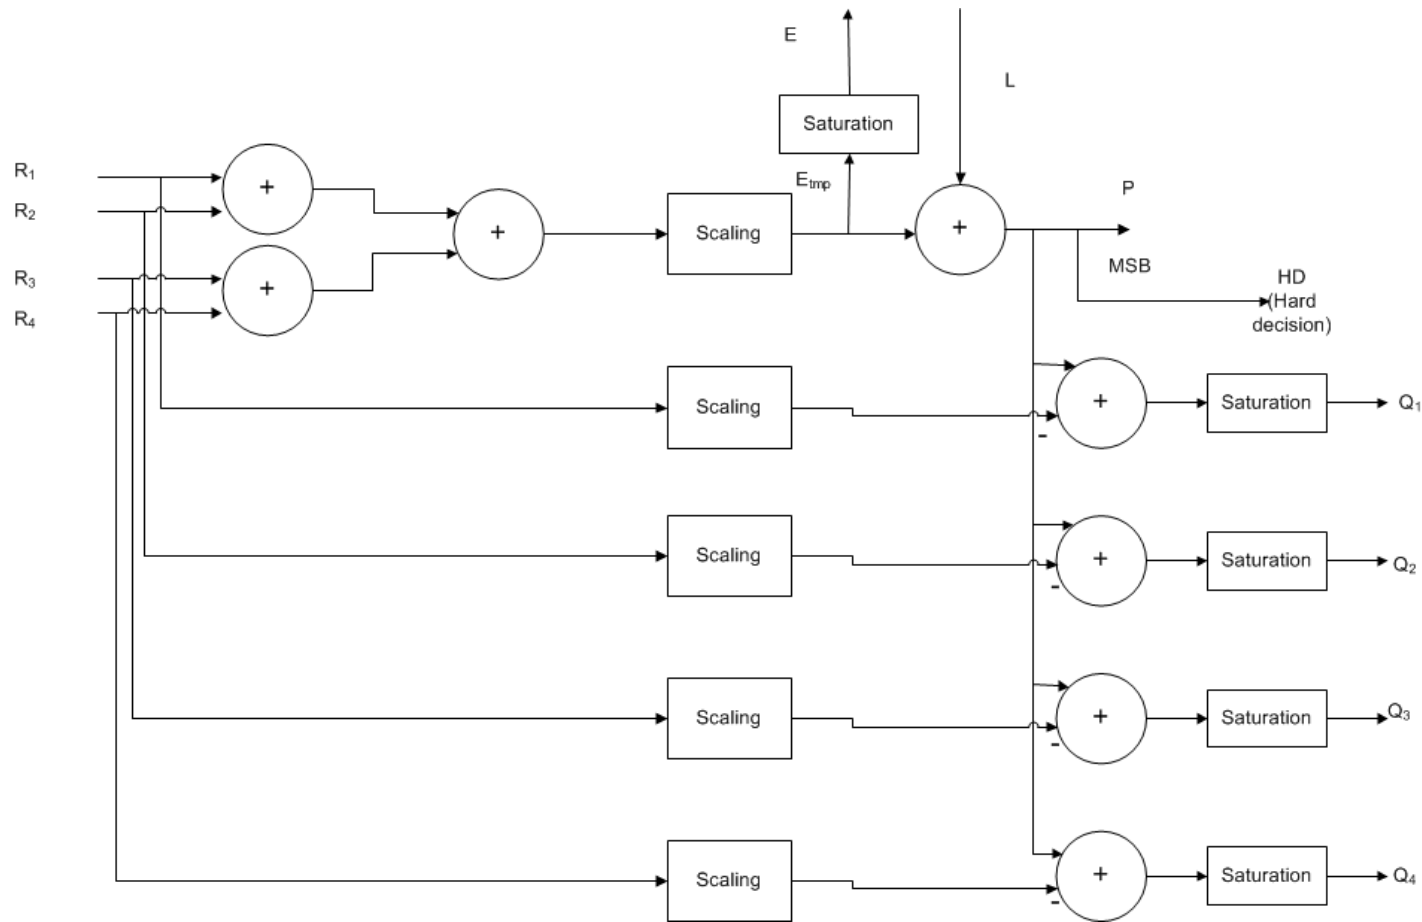 E
L
Saturation
R₁
R₂
R₃
R₄
+
+
+
Scaling
Eₜₘₚ
+
P
MSB
HD
(Hard
decision)
Scaling
-
+
Saturation
Q₁
Scaling
-
+
Saturation
Q₂
Scaling
-
+
Saturation
Q₃
Scaling
-
+
Saturation
Q₄